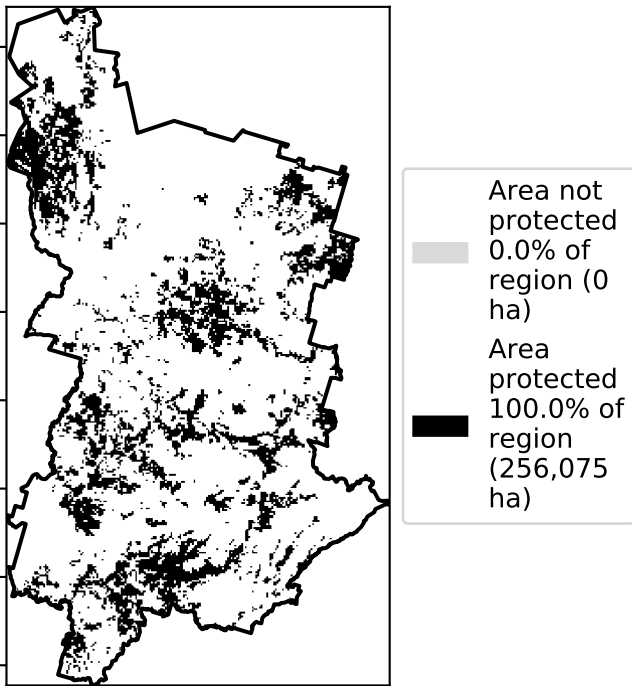 Area not
protected
0.0% of
region (0
ha)
Area
protected
100.0% of
region
(256,075
ha)